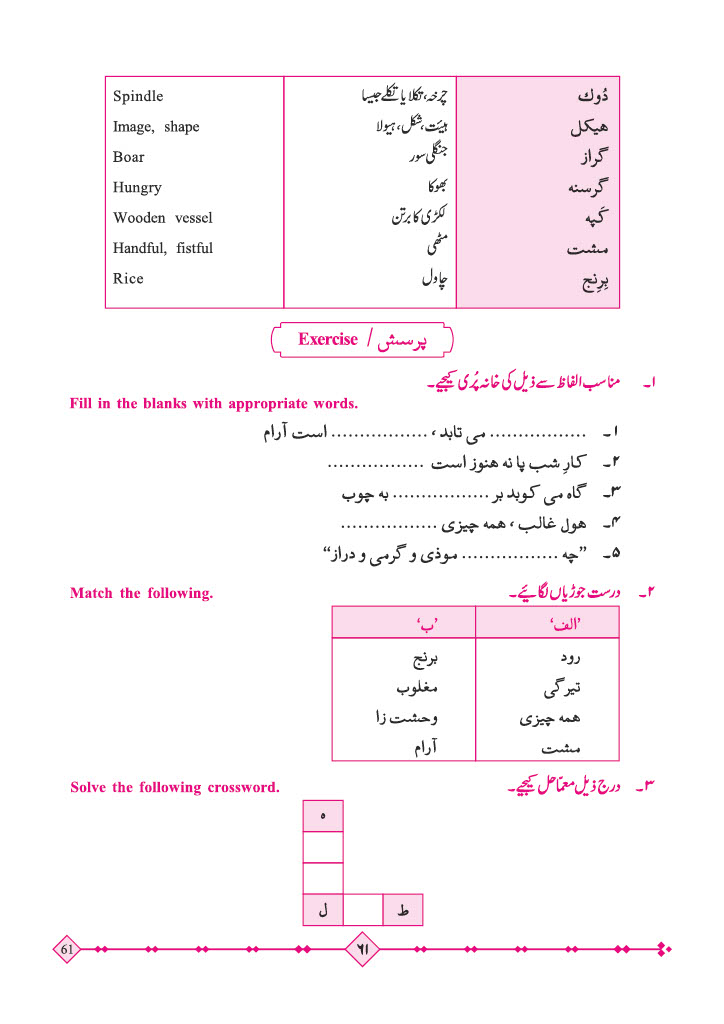 Spindle چرخہ، تکلا یا تکلے جیسا دُوك
Image, shape ہیئت، شکل، ہیولا هیکل
Boar جنگلی سور گراز
Hungry بھوکا گرسنه
Wooden vessel لکڑی کا برتن کَپه
Handful, fistful مٹھی مشت
Rice چاول بِرِنج
Exercise / پرسش
۱۔ مناسب الفاظ سے ذیل کی خانہ پُری کیجیے۔
Fill in the blanks with appropriate words.
۱۔ ................. می تابد ، ................. است آرام
۲۔ کارِ شب پا نه هنوز است .................
۳۔ گاه می کوبد بر ................. به چوب
۴۔ هول غالب ، همه چیزی .................
۵۔ ”چه ................. موذی و گرمی و دراز“
Match the following. ۲۔ درست جوڑیاں لگائیے۔
’الف‘ ’ب‘
رود برنج
تیرگی مغلوب
همه چیزی وحشت زا
مشت آرام
Solve the following crossword. ۳۔ درج ذیل معمّا حل کیجیے۔
ه
ط ل
61 ۶۱